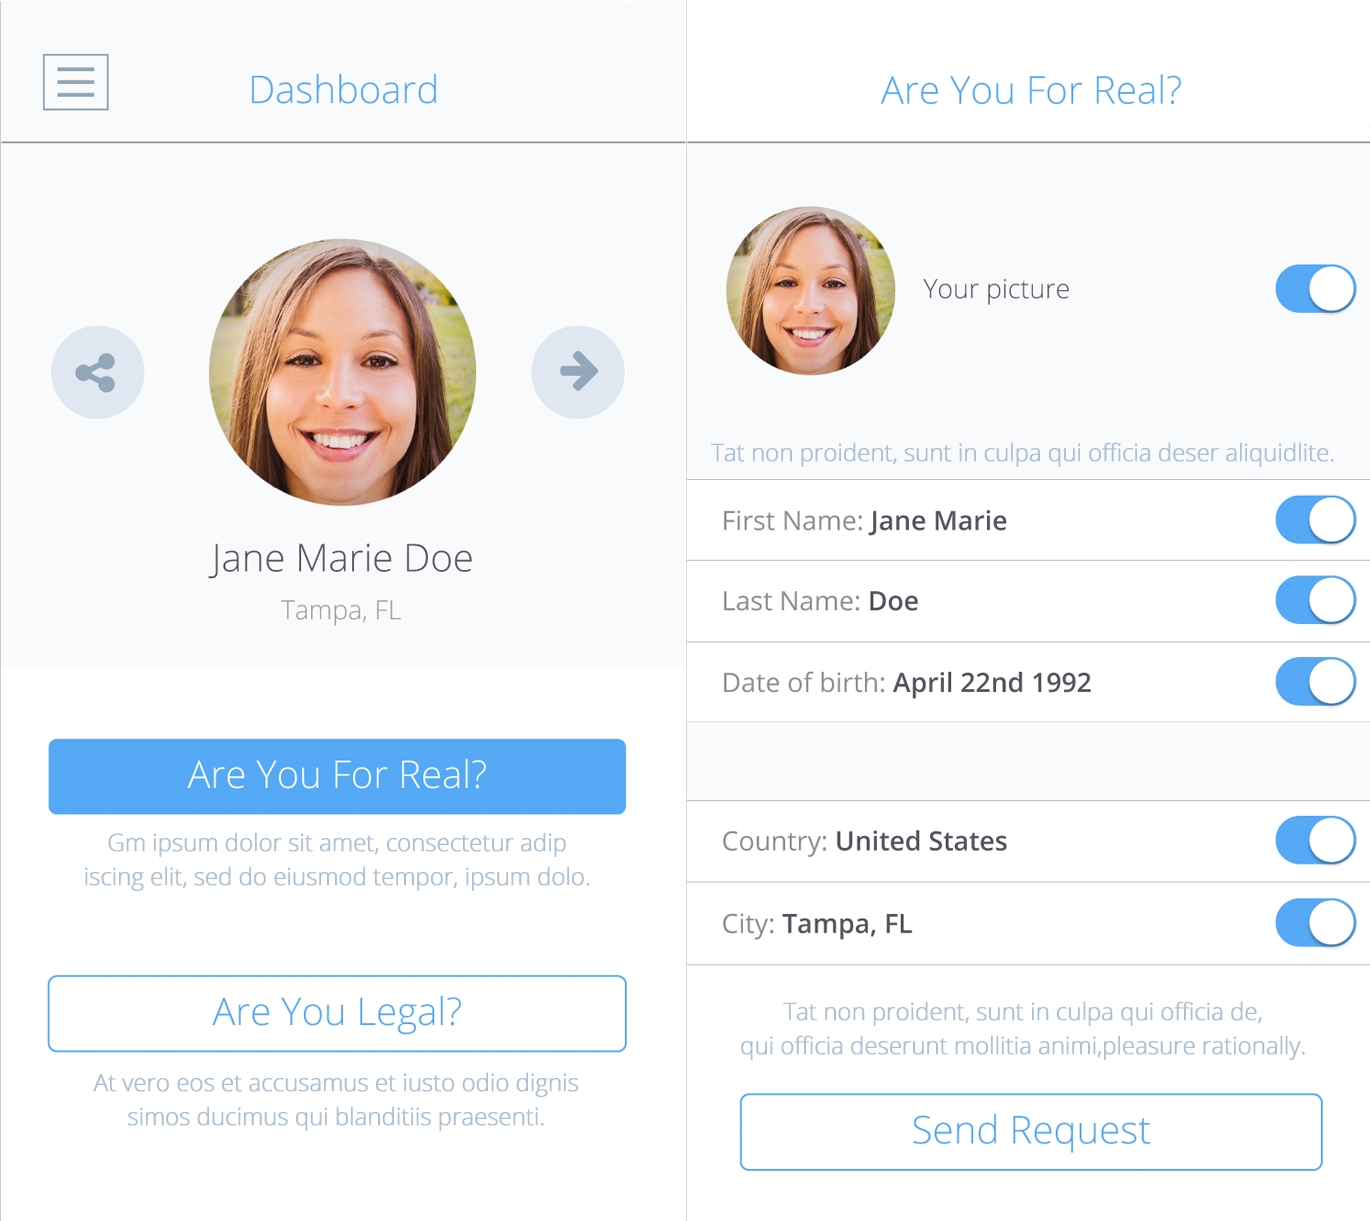 Dashboard
Jane Marie Doe
Tampa, FL
Are You For Real?
Gm ipsum dolor sit amet, consectetur adip
iscing elit, sed do eiusmod tempor, ipsum dolo.
Are You Legal?
At vero eos et accusamus et iusto odio dignis
simos ducimus qui blanditiis praesenti.
Are You For Real?
Your picture
Tat non proident, sunt in culpa qui officia deser aliquidlite.
First Name: Jane Marie
Last Name: Doe
Date of birth: April 22nd 1992
Country: United States
City: Tampa, FL
Tat non proident, sunt in culpa qui officia de,
qui officia deserunt mollitia animi,pleasure rationally.
Send Request